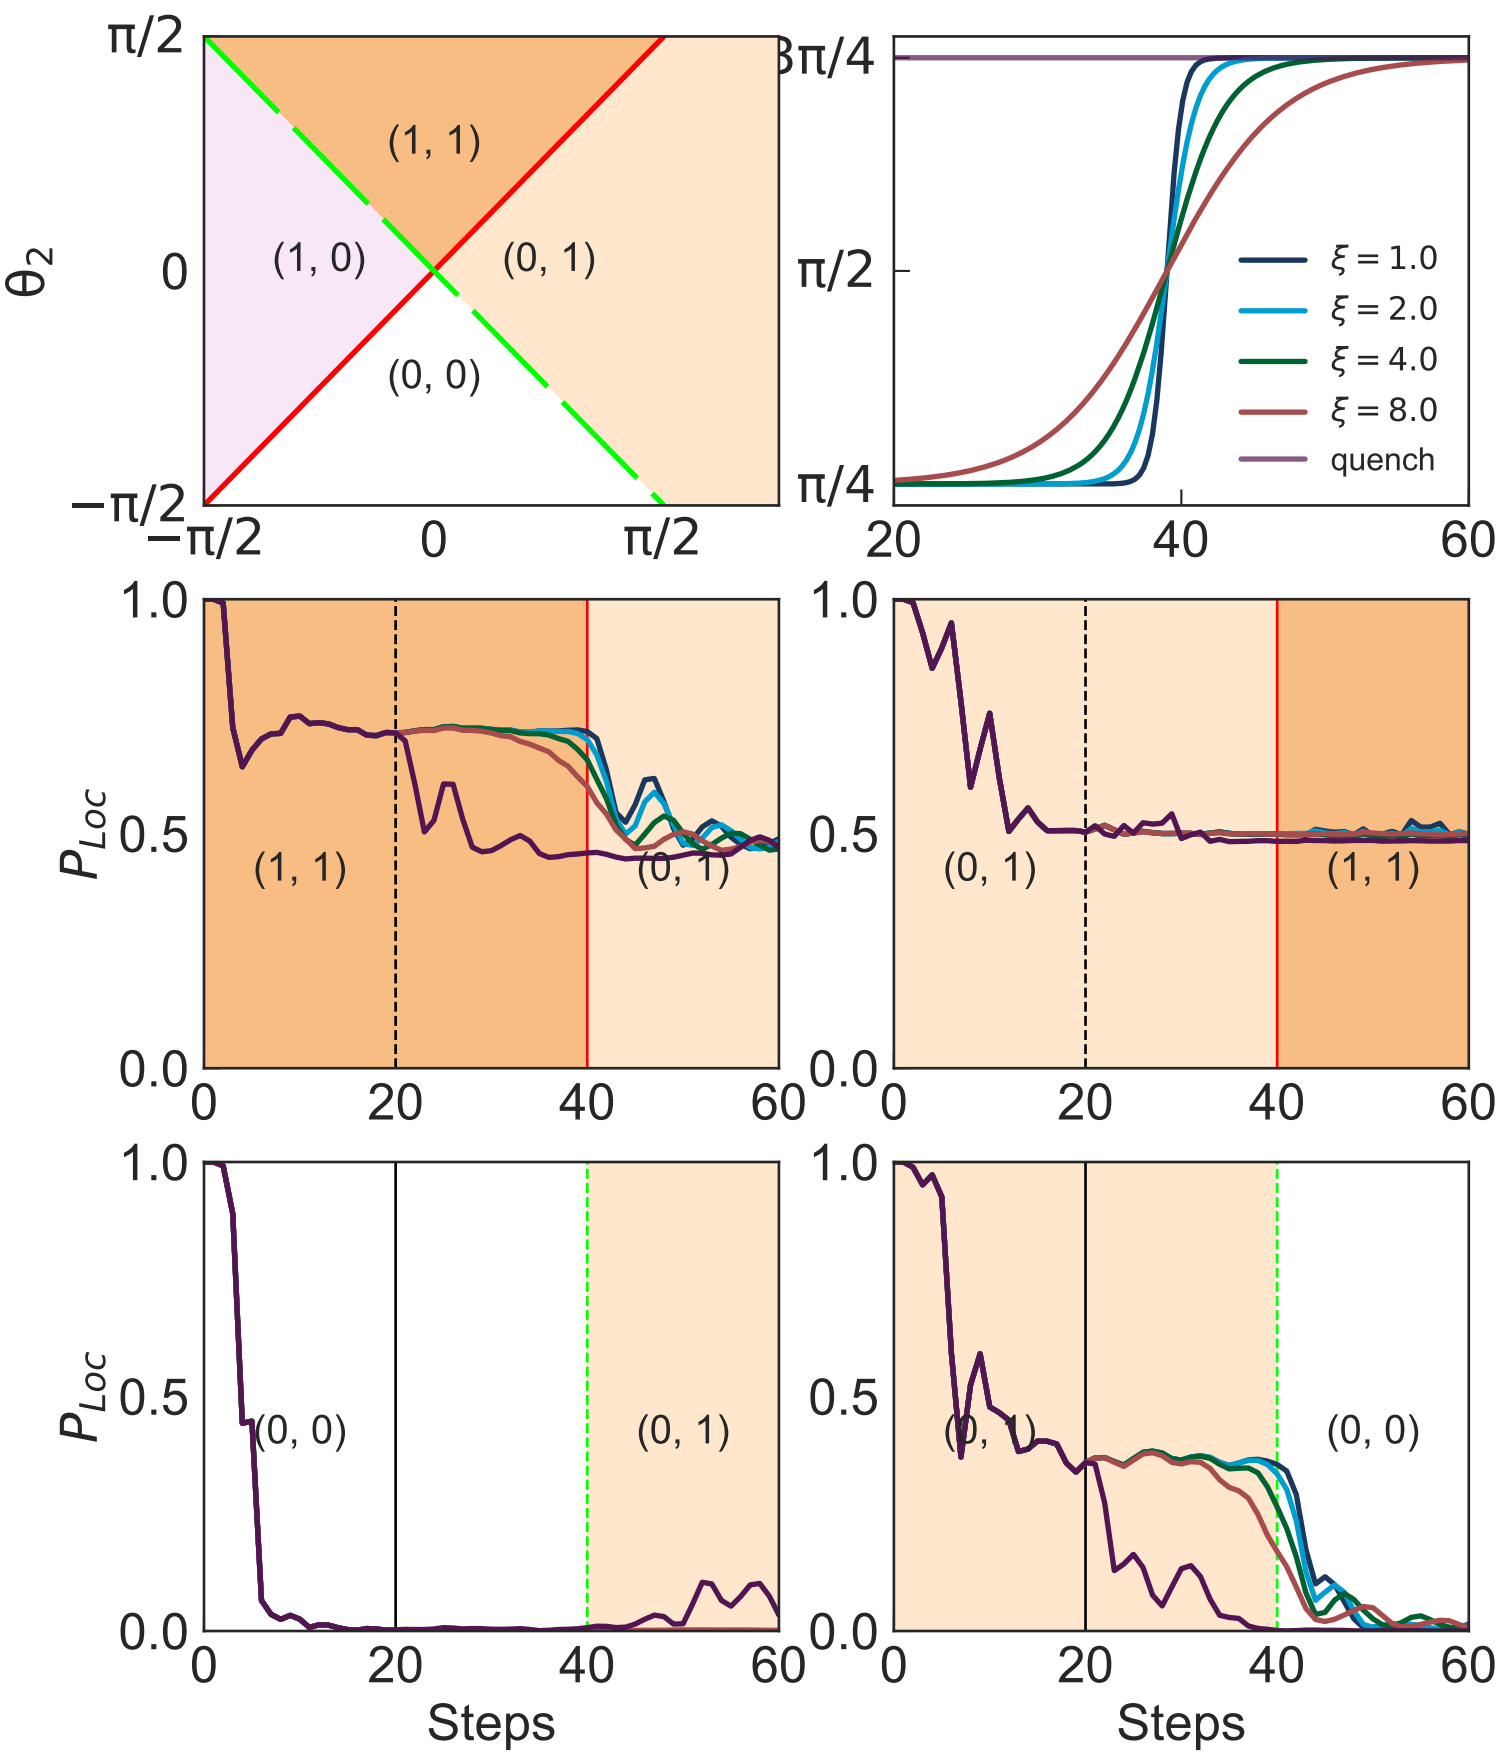 π/2
θ2
0
−π/2
−π/2 0 π/2
(1, 1)
(1, 0) (0, 1)
(0, 0)
3π/4
π/2
π/4
20 40 60
ξ = 1.0
ξ = 2.0
ξ = 4.0
ξ = 8.0
quench
1.0
PLoc
0.5
0.0
(1, 1) (0, 1)
0 20 40 60
1.0
0.5
0.0
(0, 1) (1, 1)
0 20 40 60
1.0
PLoc
0.5
0.0
(0, 0) (0, 1)
0 20 40 60
Steps
1.0
0.5
0.0
(0, 1) (0, 0)
0 20 40 60
Steps